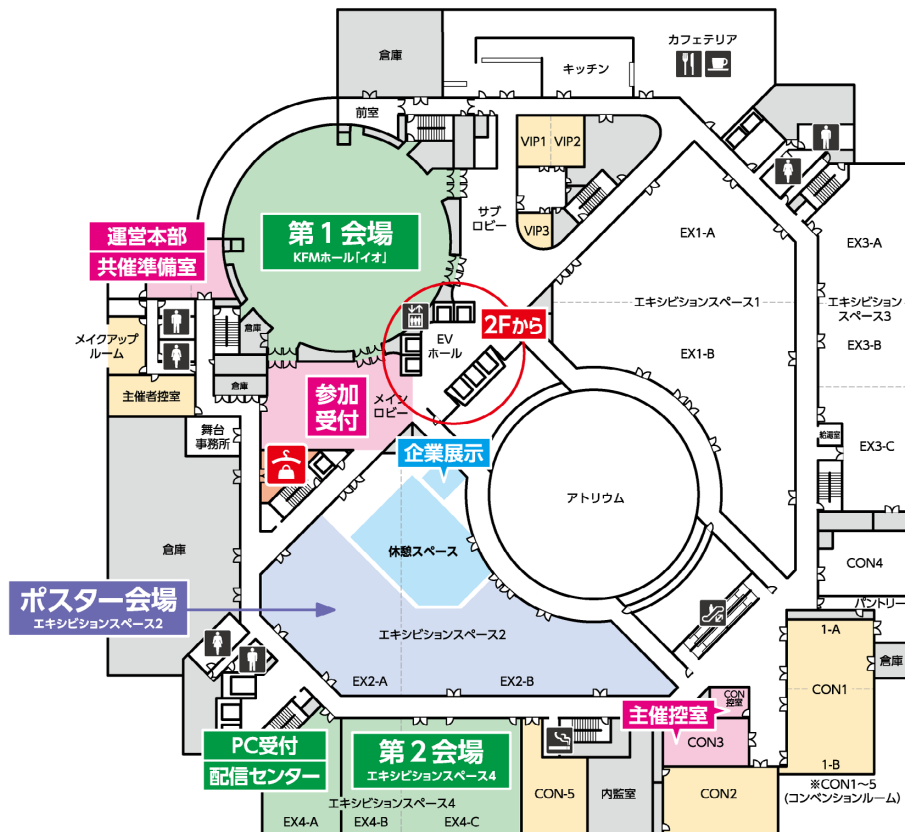 倉庫
キッチン
カフェテリア
前室
VIP1
VIP2
VIP3
サブ
ロビー
運営本部
共催準備室
第1会場
KFMホール「イオ」
EX1-A
エキシビションスペース1
EX1-B
EX3-A
エキシビション
スペース3
EX3-B
EX3-C
メイクアップ
ルーム
倉庫
倉庫
EV
ホール
2Fから
主催者控室
参加
受付
メイン
ロビー
舞台
事務所
企業展示
給湯室
アトリウム
倉庫
休憩スペース
CON4
パントリー
ポスター会場
エキシビションスペース2
エキシビションスペース2
EX2-A
EX2-B
1-A
倉庫
CON1
1-B
CON
控室
主催控室
CON3
PC受付
配信センター
第2会場
エキシビションスペース4
エキシビションスペース4
EX4-A
EX4-B
EX4-C
CON-5
内監室
CON2
※CON1〜5
(コンベンションルーム)